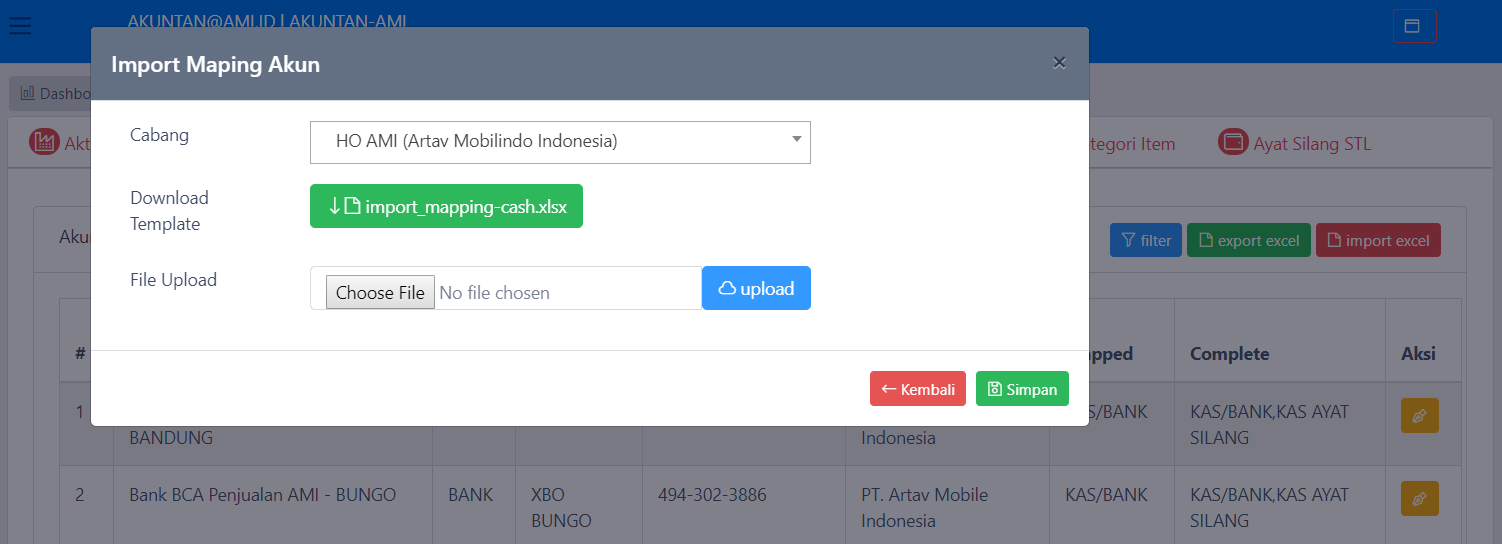 AKUNTAN@AMI.ID | AKUNTAN-AMI
Import Maping Akun
×
Dashbo
Cabang
HO AMI (Artav Mobilindo Indonesia)
Akt
tegori Item
Ayat Silang STL
Download
Template
import_mapping-cash.xlsx
Aku
filter
export excel
import excel
File Upload
Choose File No file chosen
upload
#
pped
Complete
Aksi
Kembali
Simpan
1
BANDUNG
Indonesia
S/BANK
KAS/BANK,KAS AYAT
SILANG
2
Bank BCA Penjualan AMI - BUNGO
BANK
XBO
BUNGO
494-302-3886
PT. Artav Mobile
Indonesia
KAS/BANK
KAS/BANK,KAS AYAT
SILANG